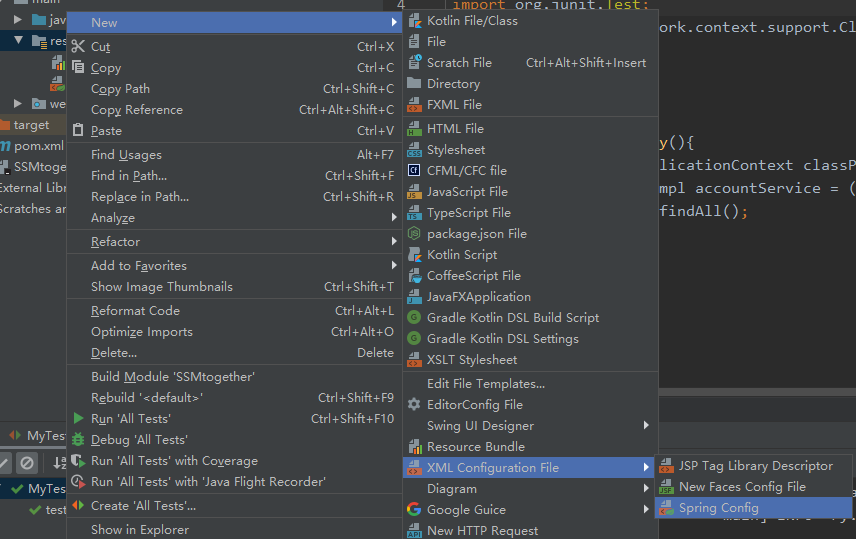 main
jav
res
we
target
pom.xml
SSMtogeth
External Lib
Scratches an
New
Cut Ctrl+X
Copy Ctrl+C
Copy Path Ctrl+Shift+C
Copy Reference Ctrl+Alt+Shift+C
Paste Ctrl+V
Find Usages Alt+F7
Find in Path... Ctrl+Shift+F
Replace in Path... Ctrl+Shift+R
Analyze
Refactor
Add to Favorites
Show Image Thumbnails Ctrl+Shift+T
Reformat Code Ctrl+Alt+L
Optimize Imports Ctrl+Alt+O
Delete... Delete
Build Module 'SSMtogether'
Rebuild '<default>' Ctrl+Shift+F9
Run 'All Tests' Ctrl+Shift+F10
Debug 'All Tests'
Run 'All Tests' with Coverage
Run 'All Tests' with 'Java Flight Recorder'
Create 'All Tests'...
Show in Explorer
Kotlin File/Class
File
Scratch File Ctrl+Alt+Shift+Insert
Directory
FXML File
HTML File
Stylesheet
CFML/CFC file
JavaScript File
TypeScript File
package.json File
Kotlin Script
CoffeeScript File
JavaFXApplication
Gradle Kotlin DSL Build Script
Gradle Kotlin DSL Settings
XSLT Stylesheet
Edit File Templates...
EditorConfig File
Swing UI Designer
Resource Bundle
XML Configuration File
Diagram
Google Guice
New HTTP Request
JSP Tag Library Descriptor
New Faces Config File
Spring Config
4 import org.junit.Test;
ork.context.support.Cl
y(){
licationContext classP
mpl accountService = (
findAll();
MyTes
MyTes
test